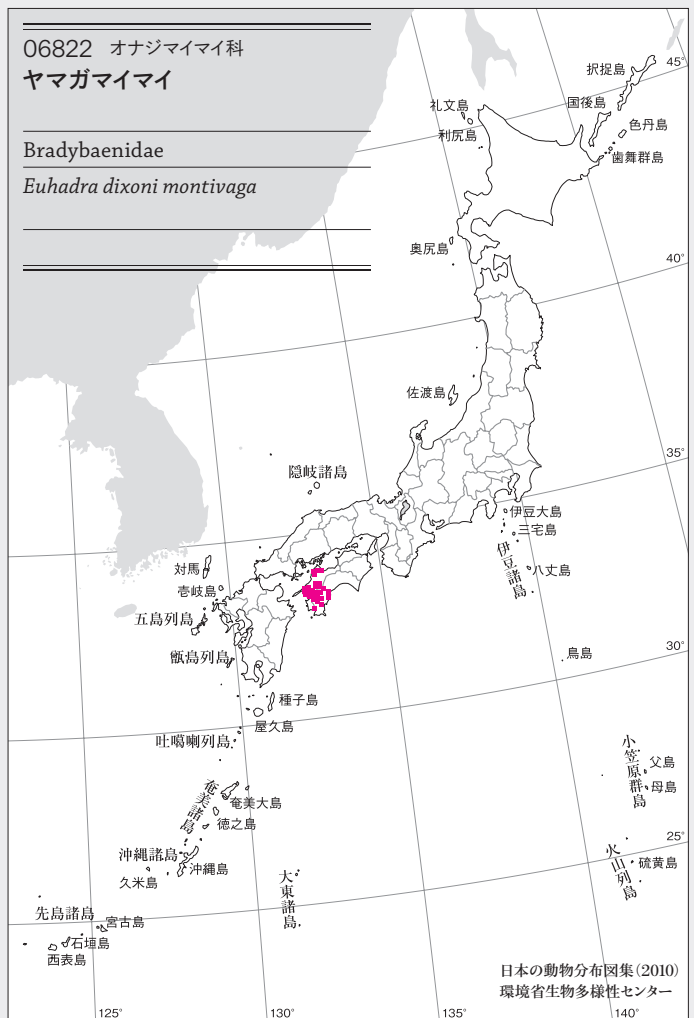 06822 オナジマイマイ科
ヤマガマイマイ
Bradybaenidae
Euhadra dixoni montivaga
択捉島
45°
礼文島
国後島
色丹島
利尻島
歯舞群島
奥尻島
40°
佐渡島
35°
隠岐諸島
伊豆大島
三宅島
伊豆諸島
八丈島
対馬
壱岐島
五島列島
甑島列島
鳥島
30°
種子島
屋久島
吐噶喇列島
小笠原群島
父島
母島
奄美諸島
奄美大島
徳之島
25°
沖縄諸島
沖縄島
久米島
大東諸島
火山列島
硫黄島
先島諸島
宮古島
石垣島
西表島
日本の動物分布図集(2010)
環境省生物多様性センター
125°
130°
135°
140°